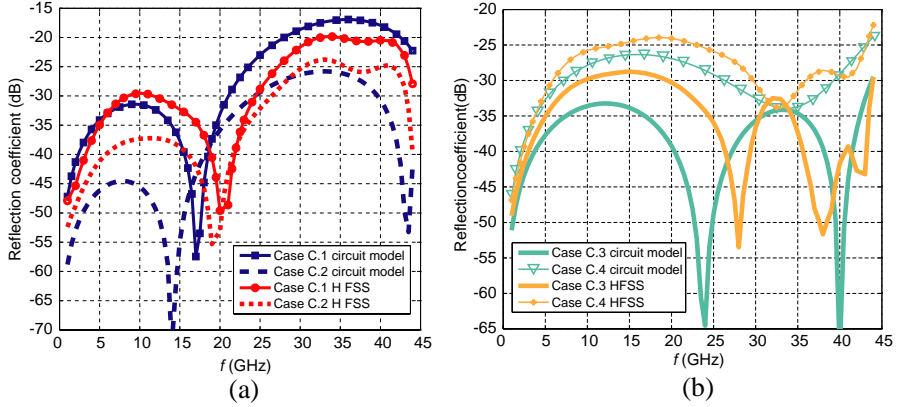 (a)
-10
-15
-20
-25
-30
-35
-40
-45
-50
-55
-60
-65
-70
Reflection coefficient (dB)
Case C.1 circuit model
Case C.2 circuit model
Case C.1 H FSS
Case C.2 H FSS
0 5 10 15 20 25 30 35 40 45
f (GHz)
(a)
(b)
-20
-25
-30
-35
-40
-45
-50
-55
-60
-65
Reflectioncoefficient(dB)
Case C.3 circuit model
Case C.4 circuit model
Case C.3 HFSS
Case C.4 HFSS
0 5 10 15 20 25 30 35 40 45
f (GHz)
(b)